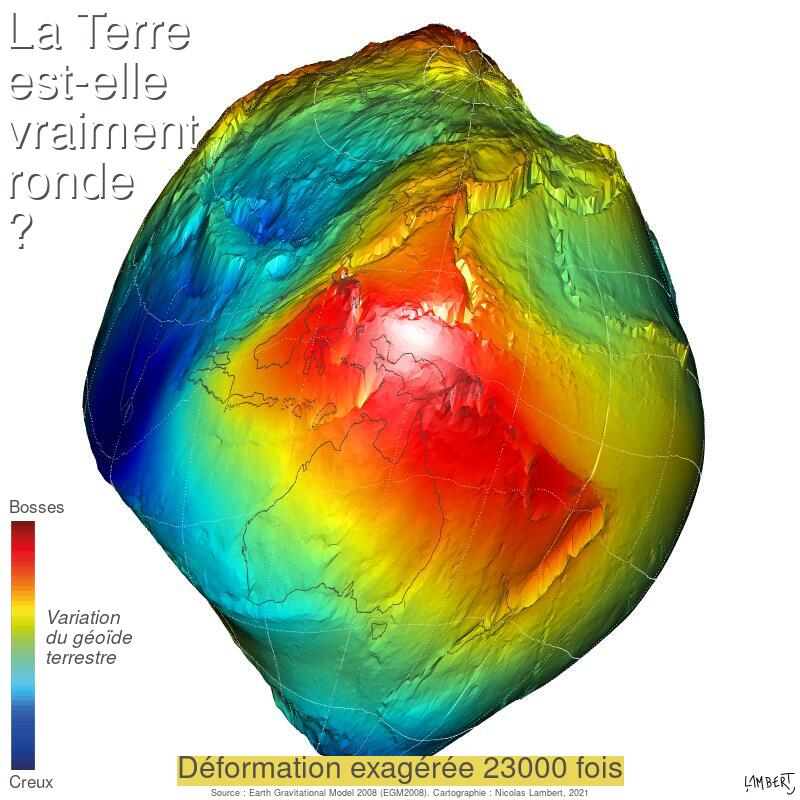 La Terre
est-elle
vraiment
ronde
?
Bosses
Variation
du géoïde
terrestre
Creux
Déformation exagérée 23000 fois
Source : Earth Gravitational Model 2008 (EGM2008). Cartographie : Nicolas Lambert, 2021
LAMBERT